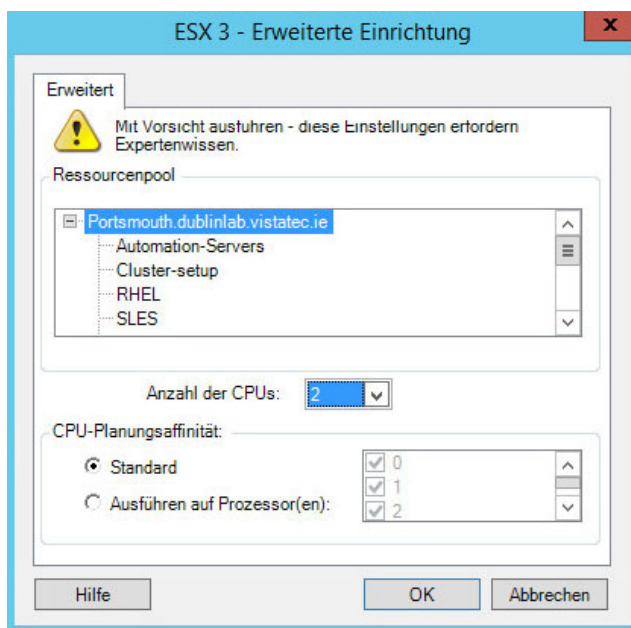 ESX 3 - Erweiterte Einrichtung
x
Erweitert
Mit Vorsicht ausführen - diese Einstellungen erfordern
Expertenwissen.
Ressourcenpool
Portsmouth.dublinlab.vistatec.ie
Automation-Servers
Cluster-setup
RHEL
SLES
Anzahl der CPUs: 2
CPU-Planungsaffinität:
Standard
Ausführen auf Prozessor(en):
0
1
2
Hilfe
OK
Abbrechen